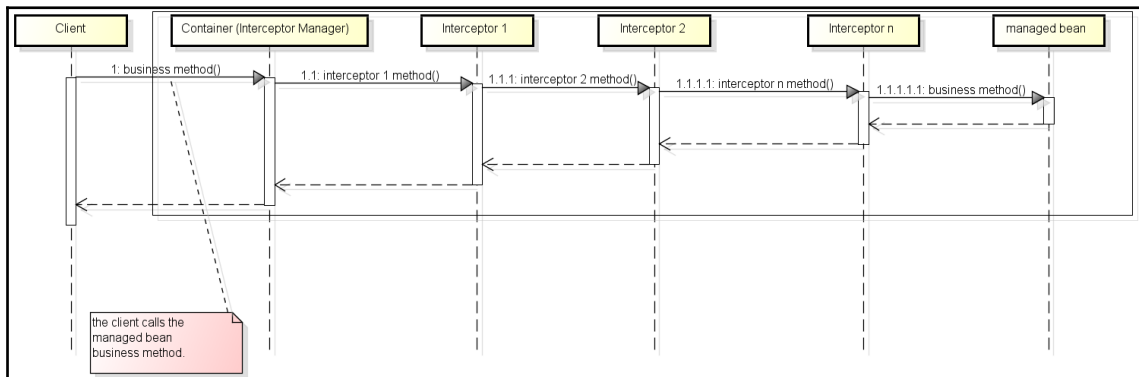 Client
Container (Interceptor Manager)
Interceptor 1
Interceptor 2
Interceptor n
managed bean
1: business method()
1.1: interceptor 1 method()
1.1.1: interceptor 2 method()
1.1.1.1: interceptor n method()
1.1.1.1.1: business method()
the client calls the
managed bean
business method.